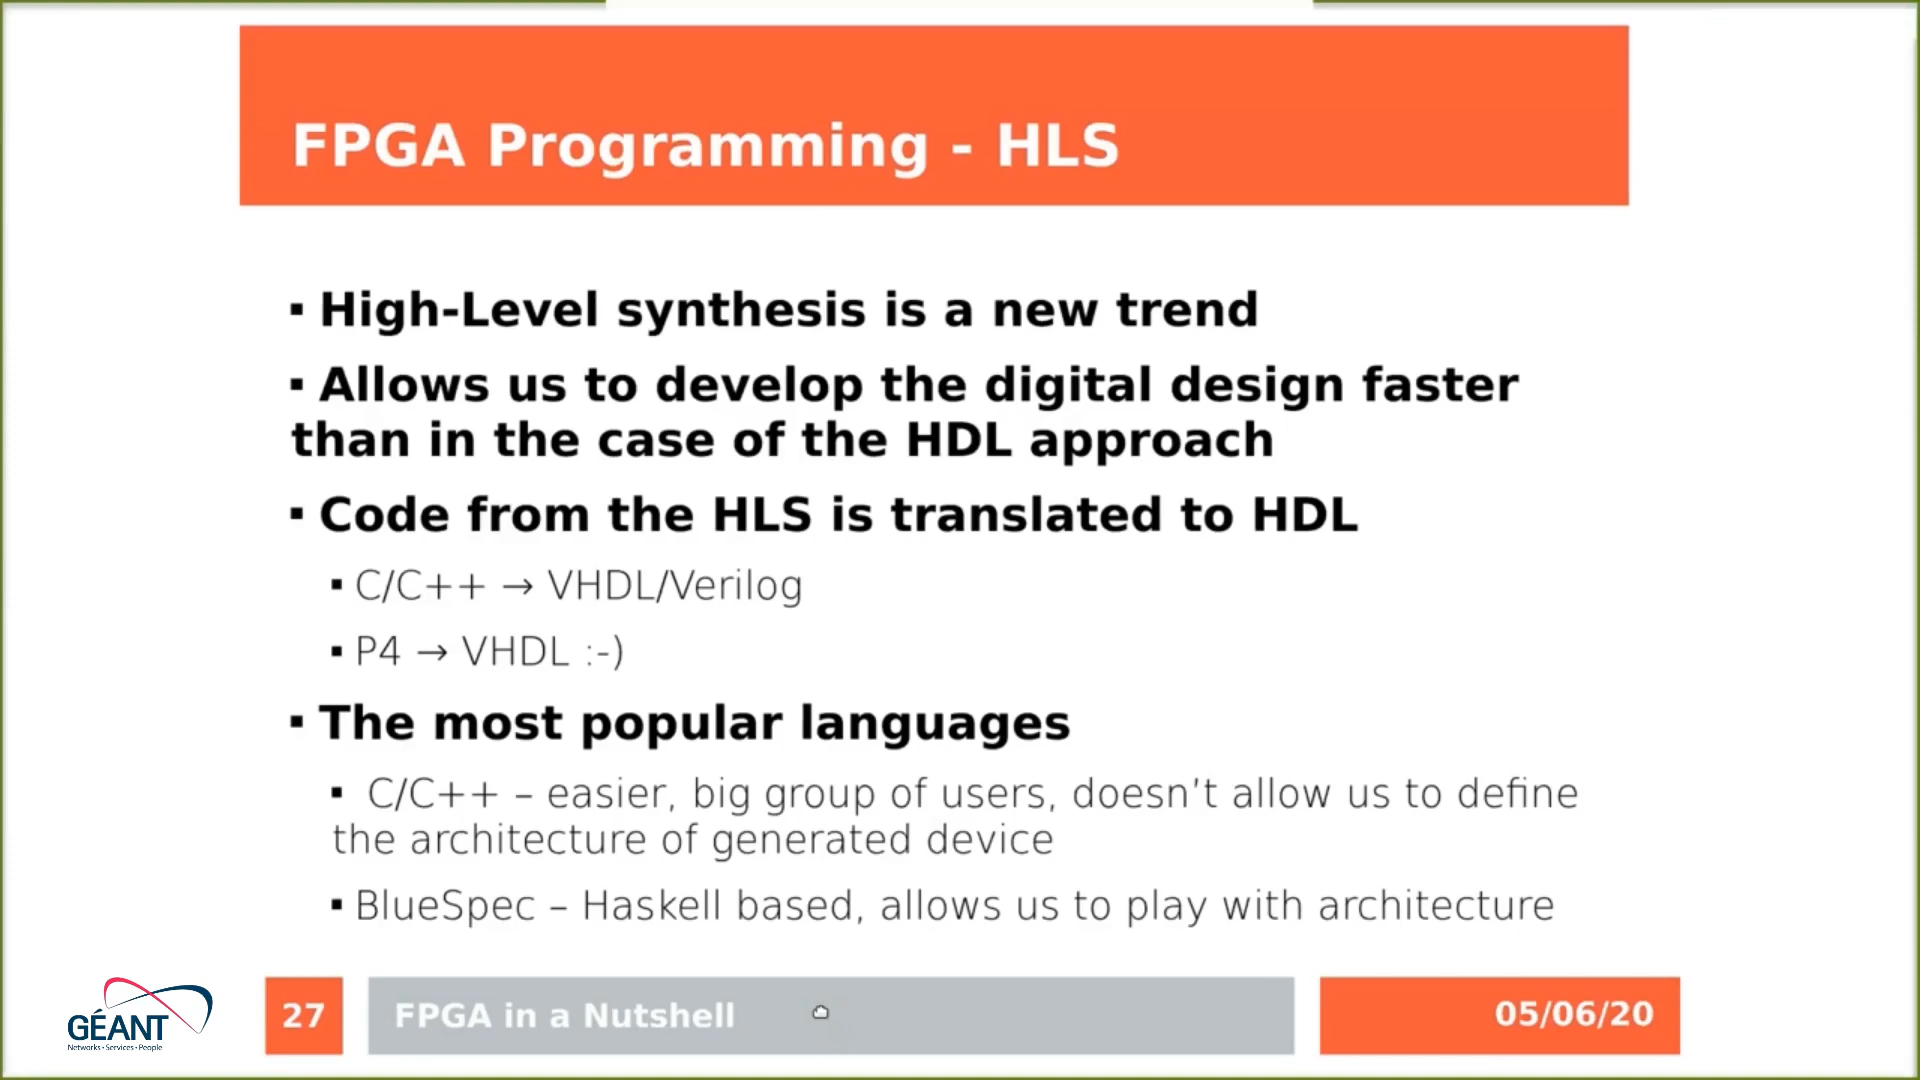 FPGA Programming - HLS
▪ High-Level synthesis is a new trend
▪ Allows us to develop the digital design faster
than in the case of the HDL approach
▪ Code from the HLS is translated to HDL
▪ C/C++ → VHDL/Verilog
▪ P4 → VHDL :-)
▪ The most popular languages
▪ C/C++ – easier, big group of users, doesn’t allow us to define
the architecture of generated device
▪ BlueSpec – Haskell based, allows us to play with architecture
GÉANT
Networks • Services • People
27
FPGA in a Nutshell
05/06/20